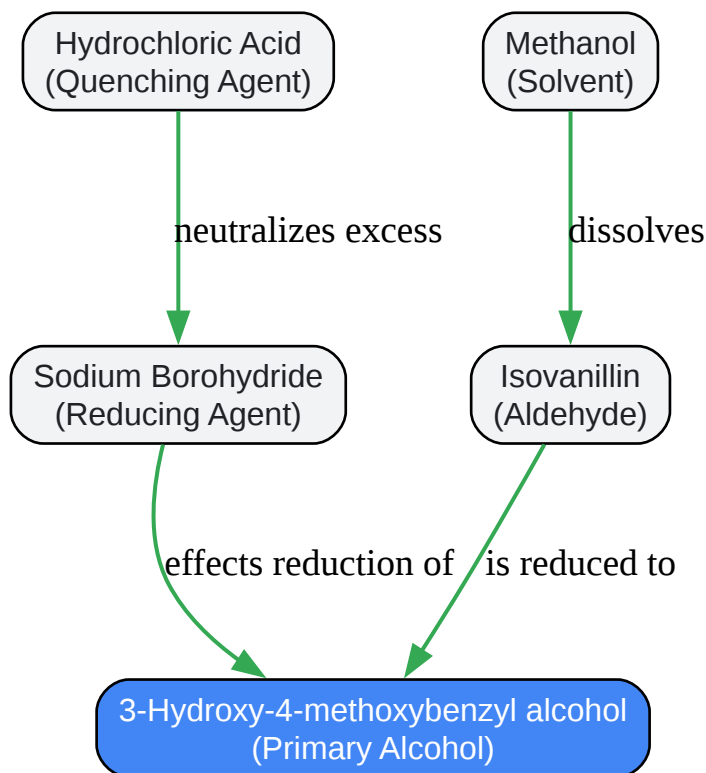 Hydrochloric Acid
(Quenching Agent)
Methanol
(Solvent)
neutralizes excess
dissolves
Sodium Borohydride
(Reducing Agent)
Isovanillin
(Aldehyde)
effects reduction of
is reduced to
3-Hydroxy-4-methoxybenzyl alcohol
(Primary Alcohol)